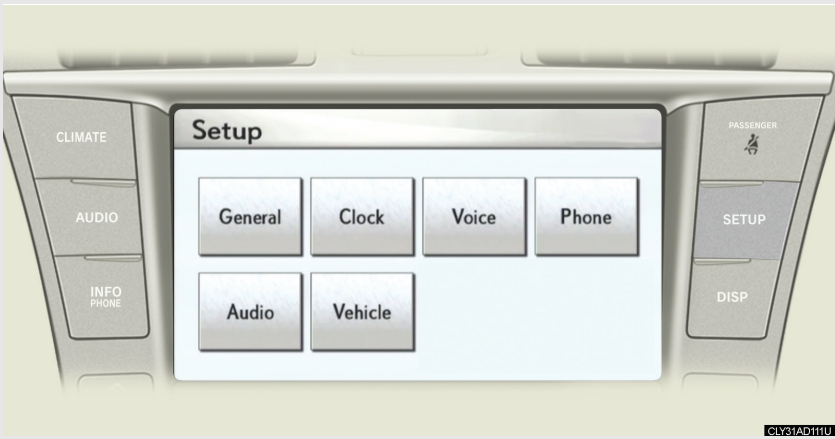 CLIMATE
AUDIO
INFO
PHONE
Setup
General
Clock
Voice
Phone
Audio
Vehicle
PASSENGER
SETUP
DISP
CLY31AD111U